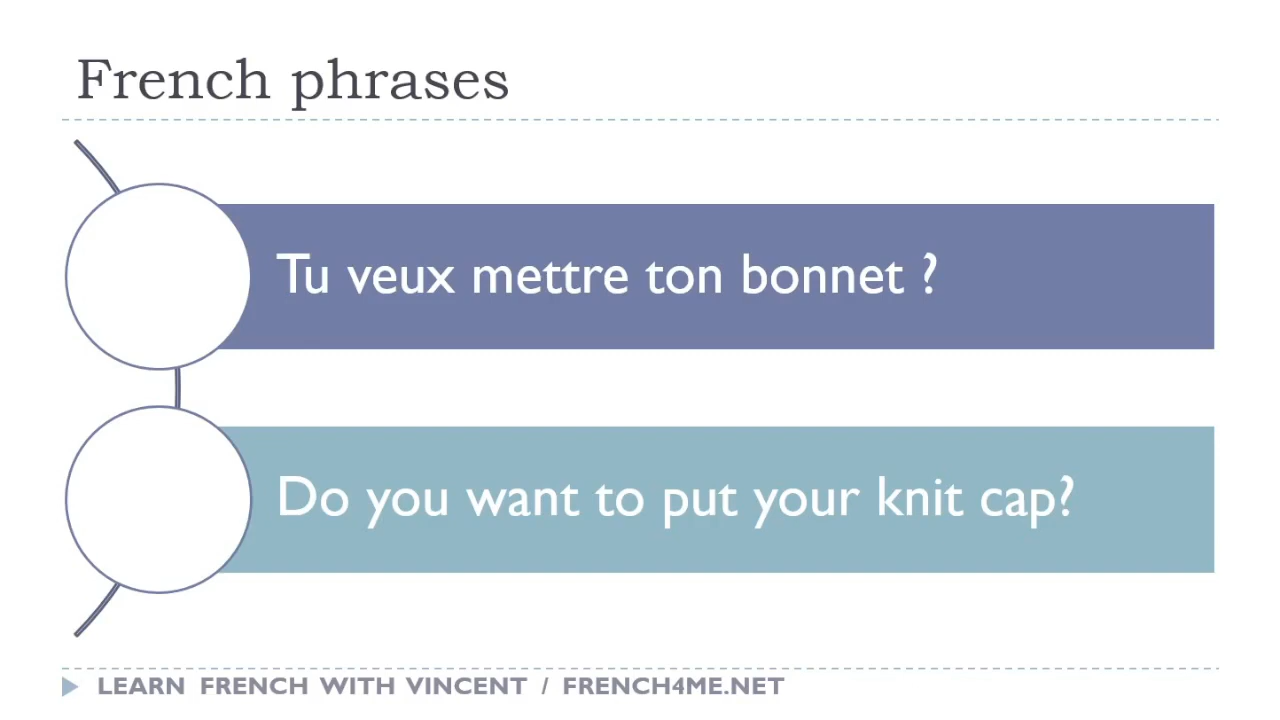 French phrases
Tu veux mettre ton bonnet ?
Do you want to put your knit cap?
LEARN FRENCH WITH VINCENT / FRENCH4ME.NET